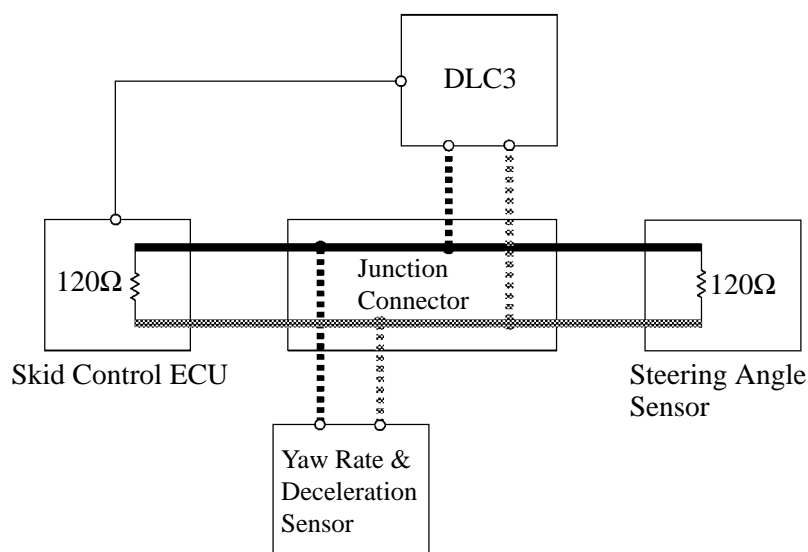 DLC3
120Ω
Junction
Connector
120Ω
Skid Control ECU
Steering Angle
Sensor
Yaw Rate &
Deceleration
Sensor